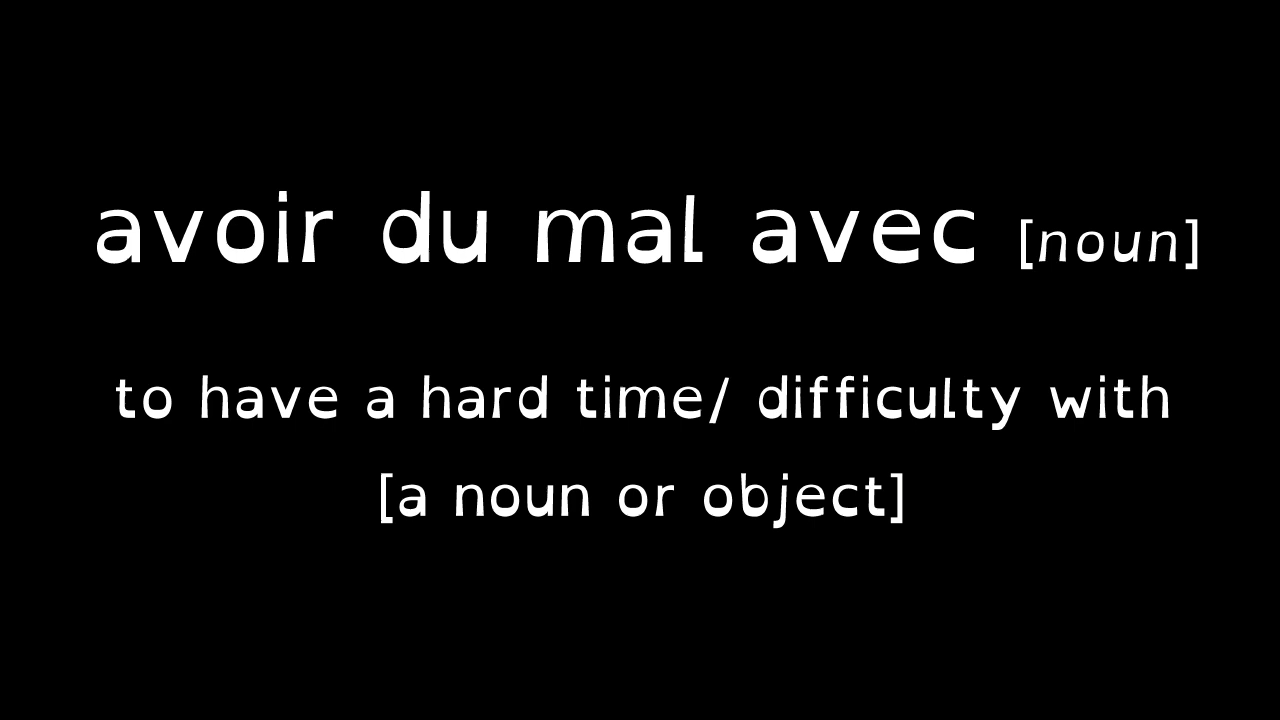 avoir du mal avec [noun]
to have a hard time/ difficulty with
[a noun or object]